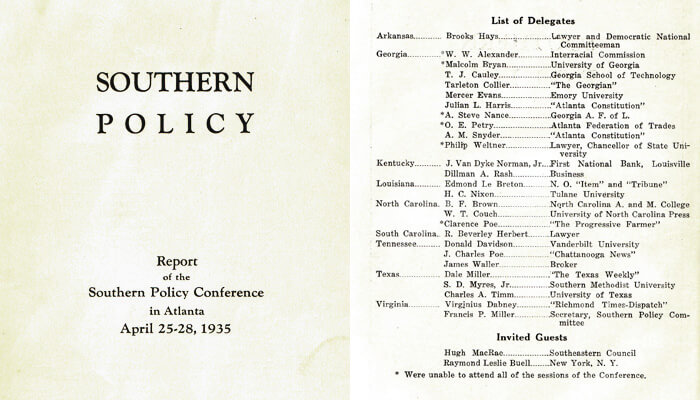 SOUTHERN
POLICY
Report
of the
Southern Policy Conference
in Atlanta
April 25-28, 1935
List of Delegates
Arkansas........... Brooks Hays....................Lawyer and Democratic National
Committeeman
Georgia............. *W. W. Alexander...........Interracial Commission
*Malcolm Bryan...............University of Georgia
T. J. Cauley.....................Georgia School of Technology
Tarleton Collier...............“The Georgian”
Mercer Evans..................Emory University
Julian L. Harris...............“Atlanta Constitution”
*A. Steve Nance...............Georgia A. F. of L.
*O. E. Petry.....................Atlanta Federation of Trades
A. M. Snyder...................“Atlanta Constitution”
*Philip Weltner................Lawyer, Chancellor of State Uni-
versity
Kentucky........... J. Van Dyke Norman, Jr...First National Bank, Louisville
Dillman A. Rash..............Business
Louisiana........... Edmond Le Breton............N. O. “Item” and “Tribune”
H. C. Nixon.....................Tulane University
North Carolina. B. F. Brown.....................North Carolina A. and M. College
W. T. Couch....................University of North Carolina Press
*Clarence Poe..................“The Progressive Farmer”
South Carolina. R. Beverley Herbert........Lawyer
Tennessee.......... Donald Davidson.............Vanderbilt University
J. Charles Poe.................“Chattanooga News”
James Waller...................Broker
Texas................. Dale Miller......................“The Texas Weekly”
S. D. Myres, Jr................Southern Methodist University
Charles A. Timm.............University of Texas
Virginia............. Virginius Dabney.............“Richmond Times-Dispatch”
Francis P. Miller.............Secretary, Southern Policy Com-
mittee
Invited Guests
Hugh MacRae..................Southeastern Council
Raymond Leslie Buell......New York, N. Y.
* Were unable to attend all of the sessions of the Conference.